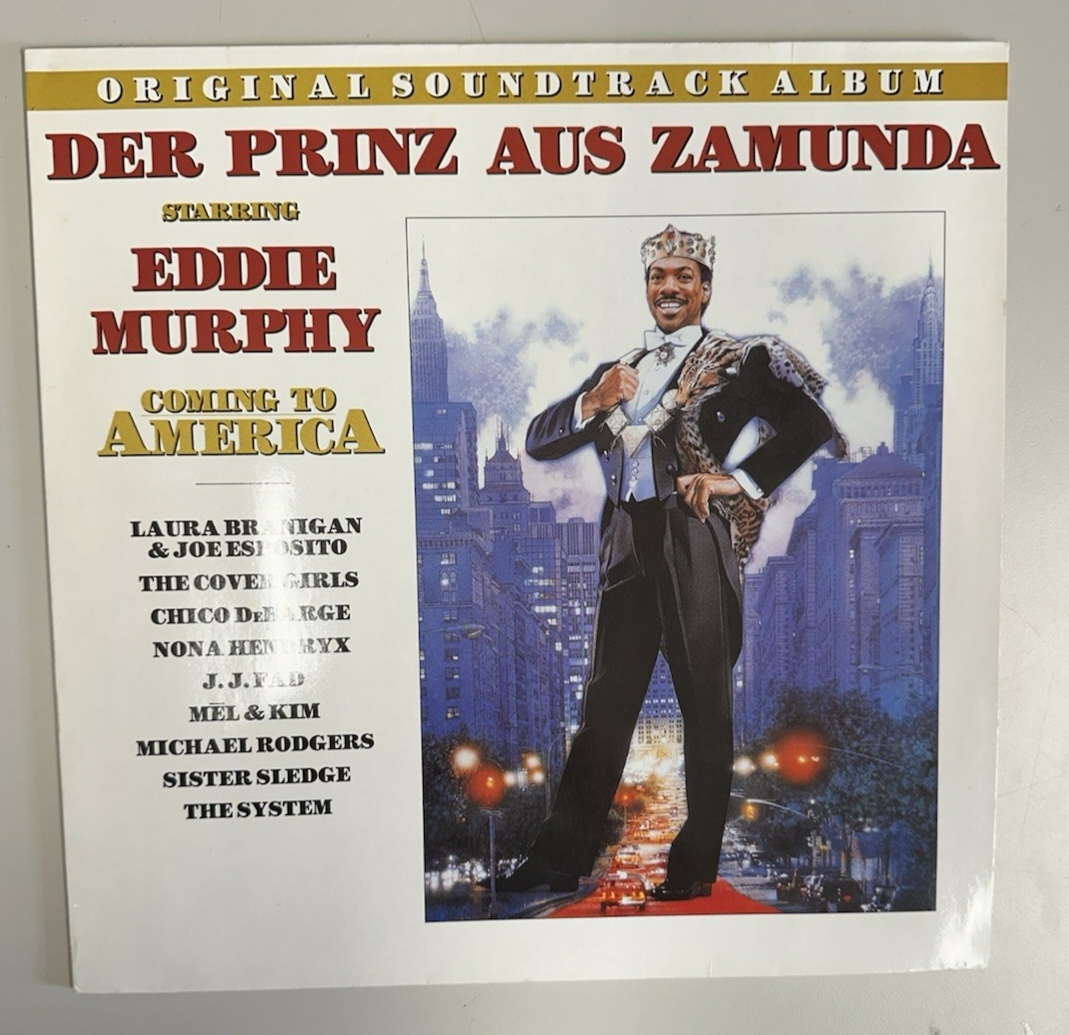 ORIGINAL SOUNDTRACK ALBUM
DER PRINZ AUS ZAMUNDA
STARRING
EDDIE
MURPHY
COMING TO
AMERICA
LAURA BRANIGAN
& JOE ESPOSITO
THE COVER GIRLS
CHICO DeBARGE
NONA HENDRYX
J. J. FAD
MEL & KIM
MICHAEL RODGERS
SISTER SLEDGE
THE SYSTEM